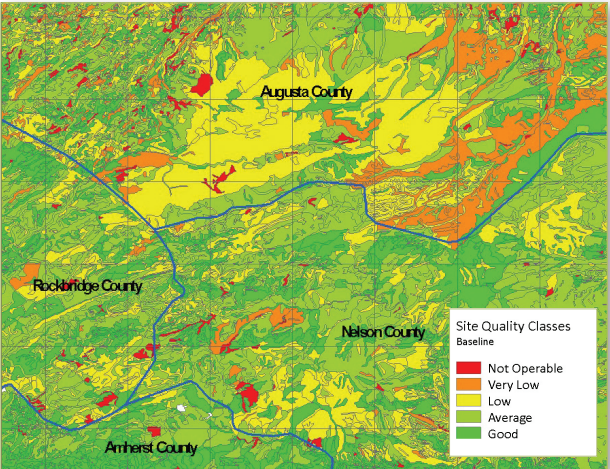 Augusta County
Rockbridge County
Nelson County
Amherst County
Site Quality Classes
Baseline
Not Operable
Very Low
Low
Average
Good